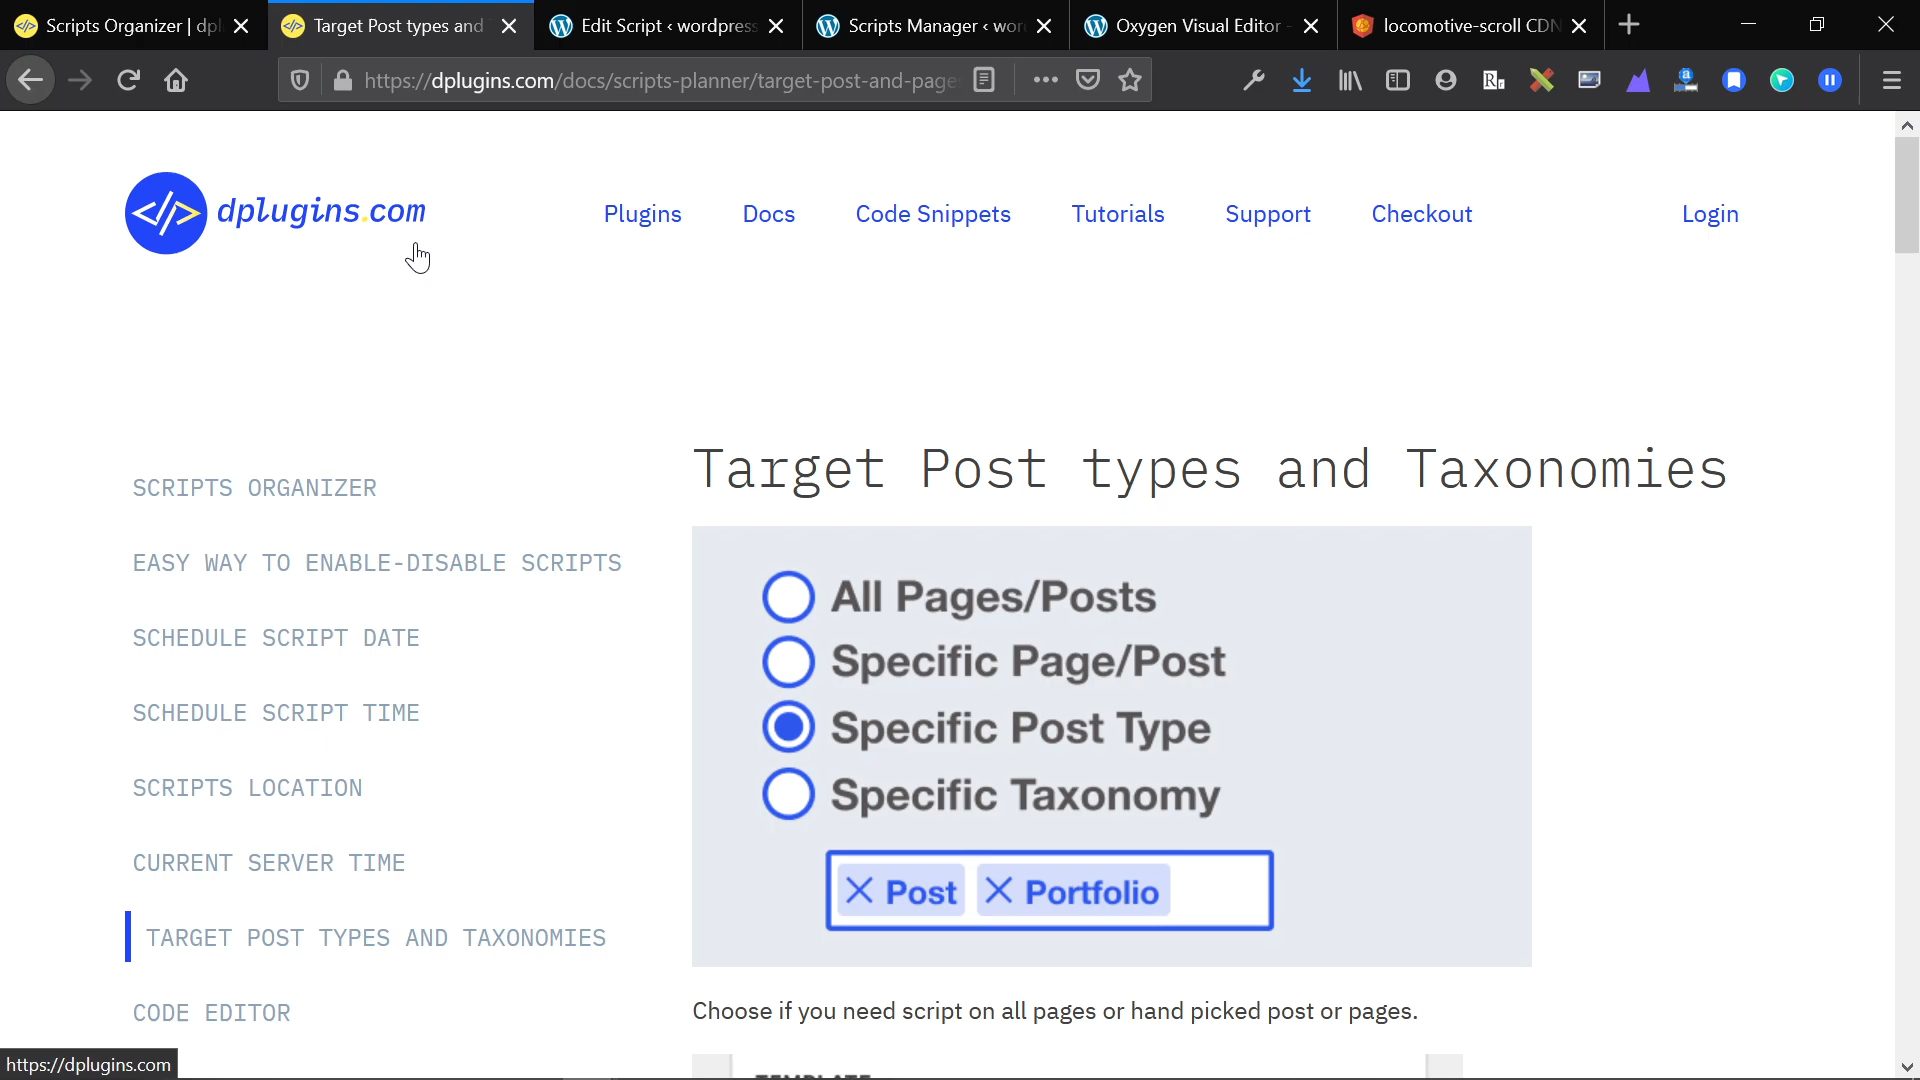 Scripts Organizer | dpl
Target Post types and
Edit Script ‹ wordpress
Scripts Manager ‹ wor
Oxygen Visual Editor -
locomotive-scroll CDN
https://dplugins.com/docs/scripts-planner/target-post-and-page
</> dplugins.com
Plugins
Docs
Code Snippets
Tutorials
Support
Checkout
Login
Target Post types and Taxonomies
SCRIPTS ORGANIZER
EASY WAY TO ENABLE-DISABLE SCRIPTS
SCHEDULE SCRIPT DATE
SCHEDULE SCRIPT TIME
SCRIPTS LOCATION
CURRENT SERVER TIME
TARGET POST TYPES AND TAXONOMIES
CODE EDITOR
All Pages/Posts
Specific Page/Post
Specific Post Type
Specific Taxonomy
Post
Portfolio
Choose if you need script on all pages or hand picked post or pages.
https://dplugins.com